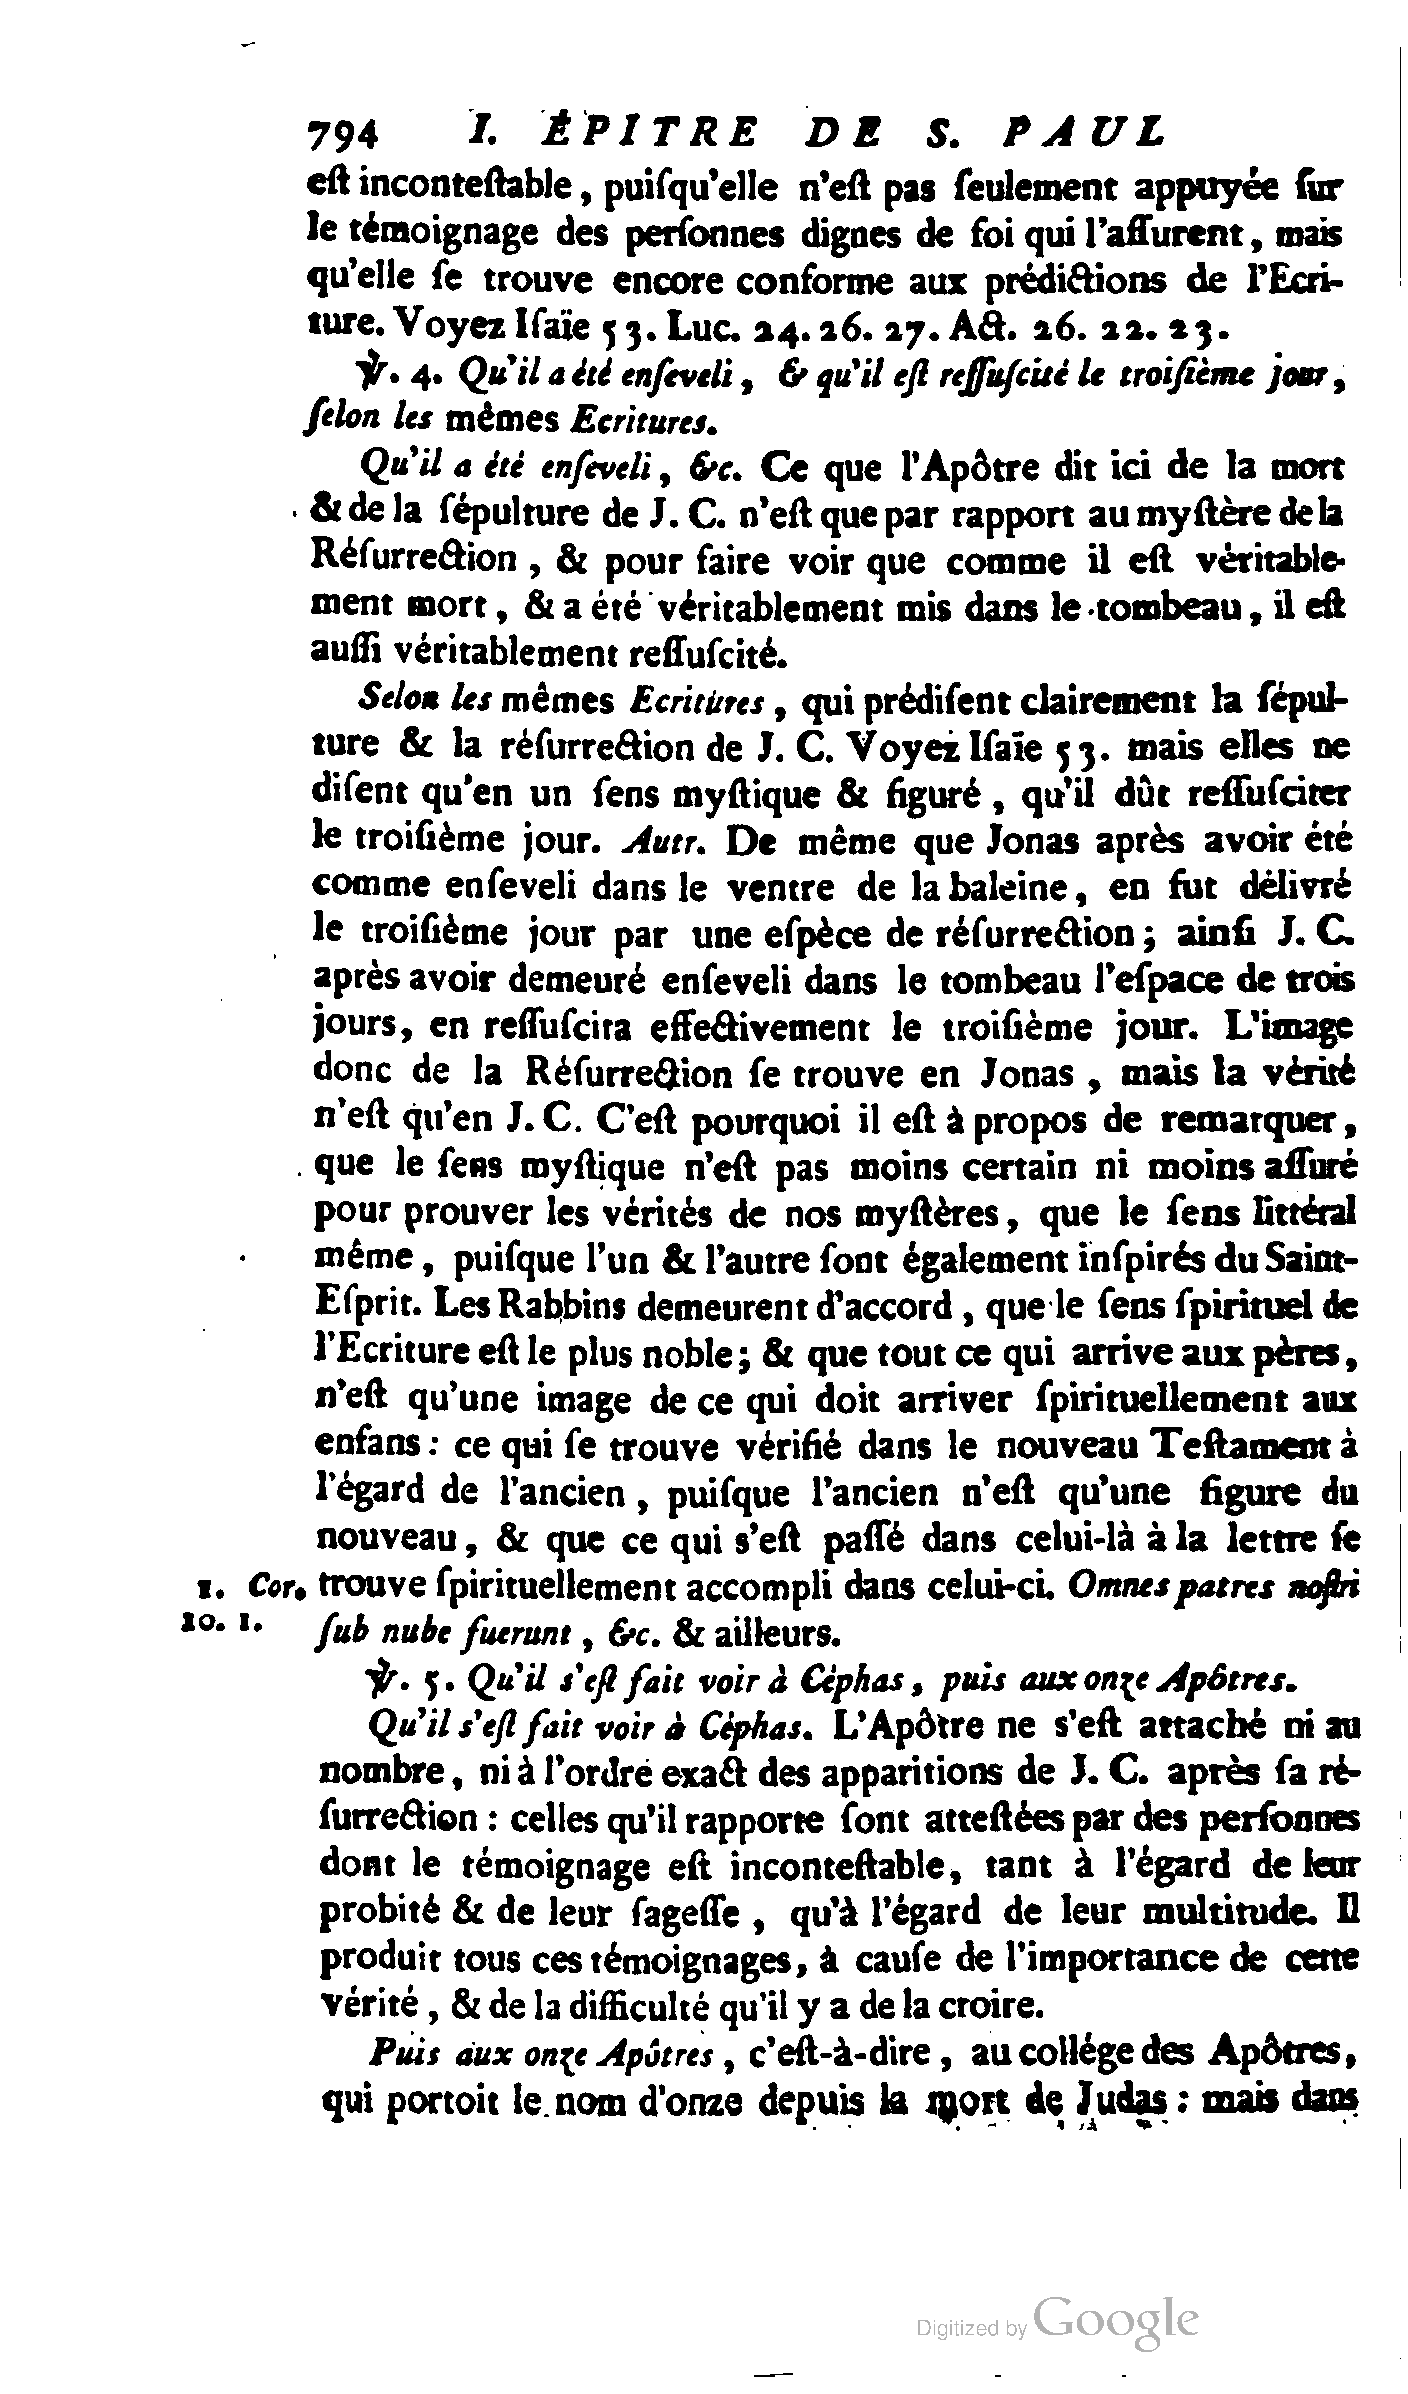 794 I. ÉPITRE DE S. PAUL
eſt inconteſtable, puiſqu'elle n'eſt pas ſeulement appuyée ſur
le témoignage des perſonnes dignes de foi qui l'aſſurent, mais
qu'elle ſe trouve encore conforme aux prédictions de l'Ecri-
ture. Voyez Iſaïe 53. Luc. 24. 26. 27. Act. 26. 22. 23.
℣. 4. Qu'il a été enſeveli, & qu'il eſt reſſuſcité le troiſième jour,
ſelon les mêmes Ecritures.
Qu'il a été enſeveli, &c. Ce que l'Apôtre dit ici de la mort
& de la ſépulture de J. C. n'eſt que par rapport au myſtère de la
Réſurrection, & pour faire voir que comme il eſt véritable-
ment mort, & a été véritablement mis dans le tombeau, il eſt
auſſi véritablement reſſuſcité.
Selon les mêmes Ecritures, qui prédiſent clairement la ſépul-
ture & la réſurrection de J. C. Voyez Iſaïe 53. mais elles ne
diſent qu'en un ſens myſtique & figuré, qu'il dût reſſuſciter
le troiſième jour. Autr. De même que Jonas après avoir été
comme enſeveli dans le ventre de la baleine, en fut délivré
le troiſième jour par une eſpèce de réſurrection; ainſi J. C.
après avoir demeuré enſeveli dans le tombeau l'eſpace de trois
jours, en reſſuſcita effectivement le troiſième jour. L'image
donc de la Réſurrection ſe trouve en Jonas, mais la vérité
n'eſt qu'en J. C. C'eſt pourquoi il eſt à propos de remarquer,
que le ſens myſtique n'eſt pas moins certain ni moins aſſuré
pour prouver les vérités de nos myſtères, que le ſens littéral
même, puiſque l'un & l'autre ſont également inſpirés du Saint-
Eſprit. Les Rabbins demeurent d'accord, que le ſens ſpirituel de
l'Ecriture eſt le plus noble; & que tout ce qui arrive aux pères,
n'eſt qu'une image de ce qui doit arriver ſpirituellement aux
enfans: ce qui ſe trouve vérifié dans le nouveau Teſtament à
l'égard de l'ancien, puiſque l'ancien n'eſt qu'une figure du
nouveau, & que ce qui s'eſt paſſé dans celui-là à la lettre ſe
1. Cor. trouve ſpirituellement accompli dans celui-ci. Omnes patres noſtri
10. 1. ſub nube fuerunt, &c. & ailleurs.
℣. 5. Qu'il s'eſt fait voir à Céphas, puis aux onze Apôtres.
Qu'il s'eſt fait voir à Céphas. L'Apôtre ne s'eſt attaché ni au
nombre, ni à l'ordre exact des apparitions de J. C. après ſa ré-
ſurrection: celles qu'il rapporte ſont atteſtées par des perſonnes
dont le témoignage eſt inconteſtable, tant à l'égard de leur
probité & de leur ſageſſe, qu'à l'égard de leur multitude. Il
produit tous ces témoignages, à cauſe de l'importance de cette
vérité, & de la difficulté qu'il y a de la croire.
Puis aux onze Apôtres, c'eſt-à-dire, au collége des Apôtres,
qui portoit le nom d'onze depuis la mort de Judas: mais dans
Digitized by Google